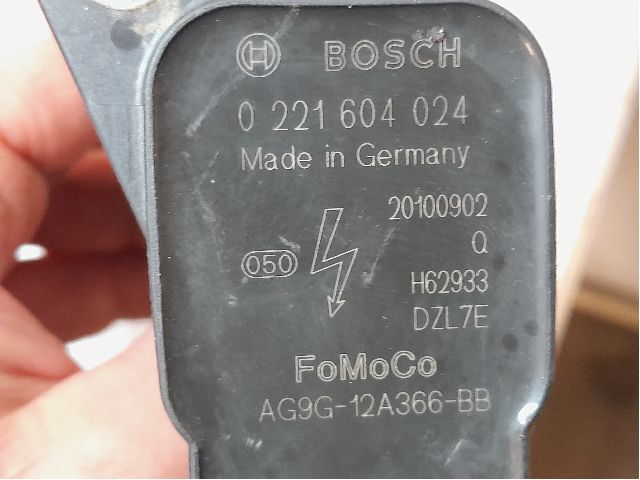 BOSCH
0 221 604 024
Made in Germany
20100902
Q
050
H62933
DZL7E
FoMoCo
AG9G-12A366-BB